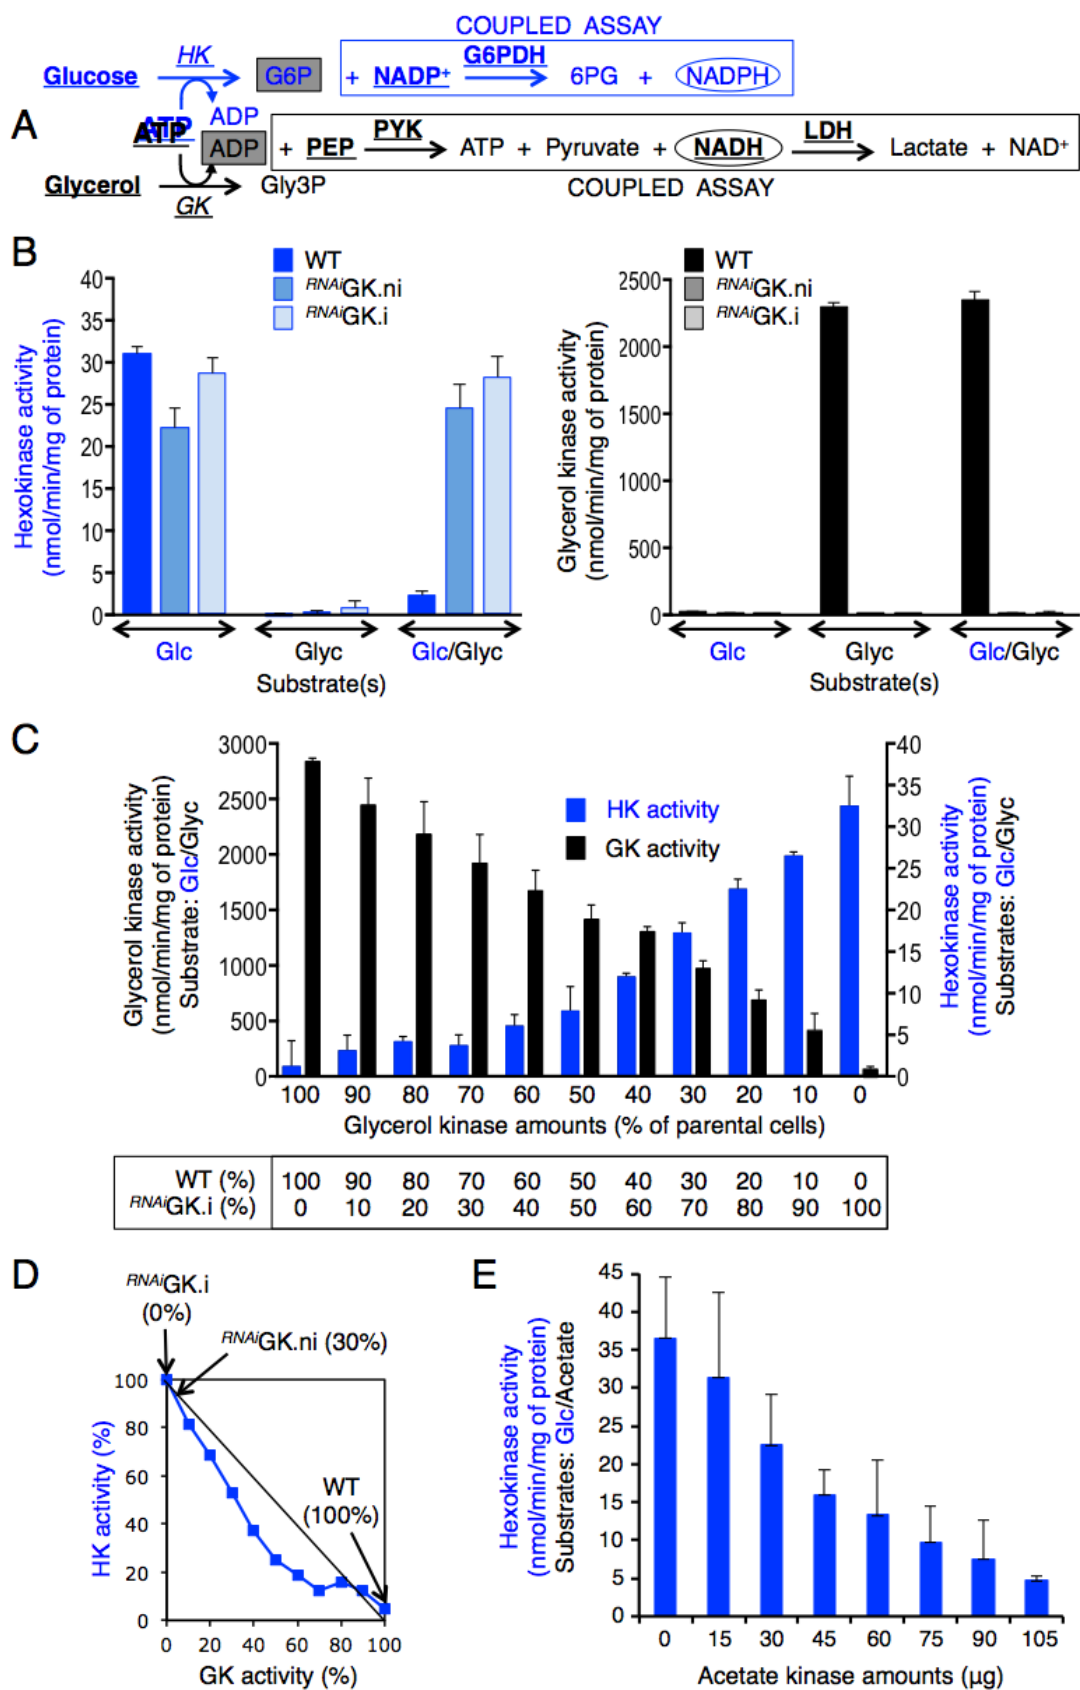 COUPLED ASSAY
Glucose HK G6P + NADP+ G6PDH 6PG + NADPH
ATP ADP
A
ATP ADP + PEP PYK ATP + Pyruvate + NADH LDH Lactate + NAD+
Glycerol GK Gly3P COUPLED ASSAY
B
Hexokinase activity
(nmol/min/mg of protein)
40
35
30
25
20
15
10
5
0
WT
RNAiGK.ni
RNAiGK.i
Glc Glyc Glc/Glyc
Substrate(s)
Glycerol kinase activity
(nmol/min/mg of protein)
2500
2000
1500
1000
500
0
WT
RNAiGK.ni
RNAiGK.i
Glc Glyc Glc/Glyc
Substrate(s)
C
Glycerol kinase activity
(nmol/min/mg of protein)
Substrate: Glc/Glyc
3000
2500
2000
1500
1000
500
0
HK activity
GK activity
40
35
30
25
20
15
10
5
0
Hexokinase activity
(nmol/min/mg of protein)
Substrates: Glc/Glyc
100 90 80 70 60 50 40 30 20 10 0
Glycerol kinase amounts (% of parental cells)
WT (%) 100 90 80 70 60 50 40 30 20 10 0
RNAiGK.i (%) 0 10 20 30 40 50 60 70 80 90 100
D
RNAiGK.i
(0%)
RNAiGK.ni (30%)
WT
(100%)
HK activity (%)
100
80
60
40
20
0
0 20 40 60 80 100
GK activity (%)
E
Hexokinase activity
(nmol/min/mg of protein)
Substrates: Glc/Acetate
45
40
35
30
25
20
15
10
5
0
0 15 30 45 60 75 90 105
Acetate kinase amounts (µg)